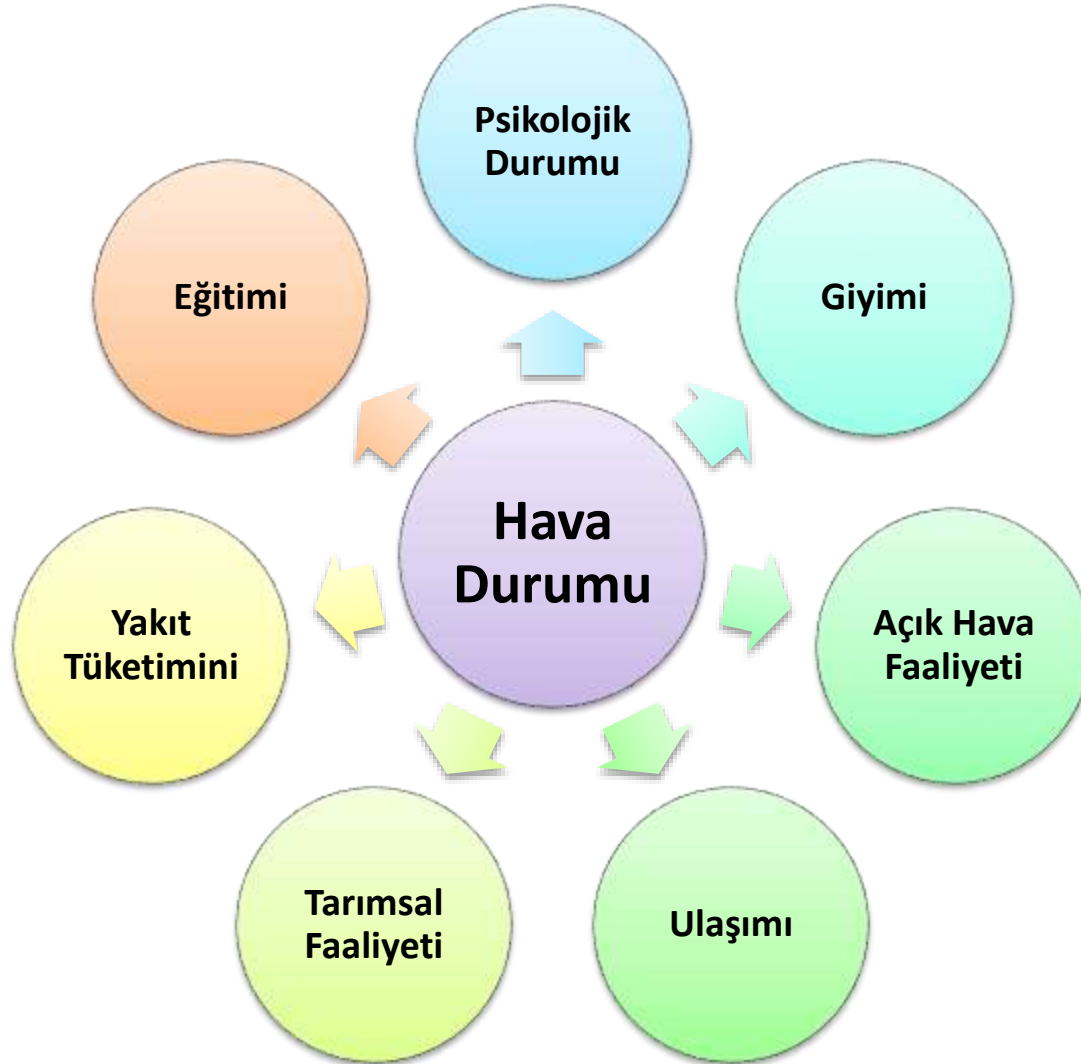 Psikolojik
Durumu
Eğitimi
Giyimi
Hava
Durumu
Yakıt
Tüketimini
Açık Hava
Faaliyeti
Tarımsal
Faaliyeti
Ulaşımı